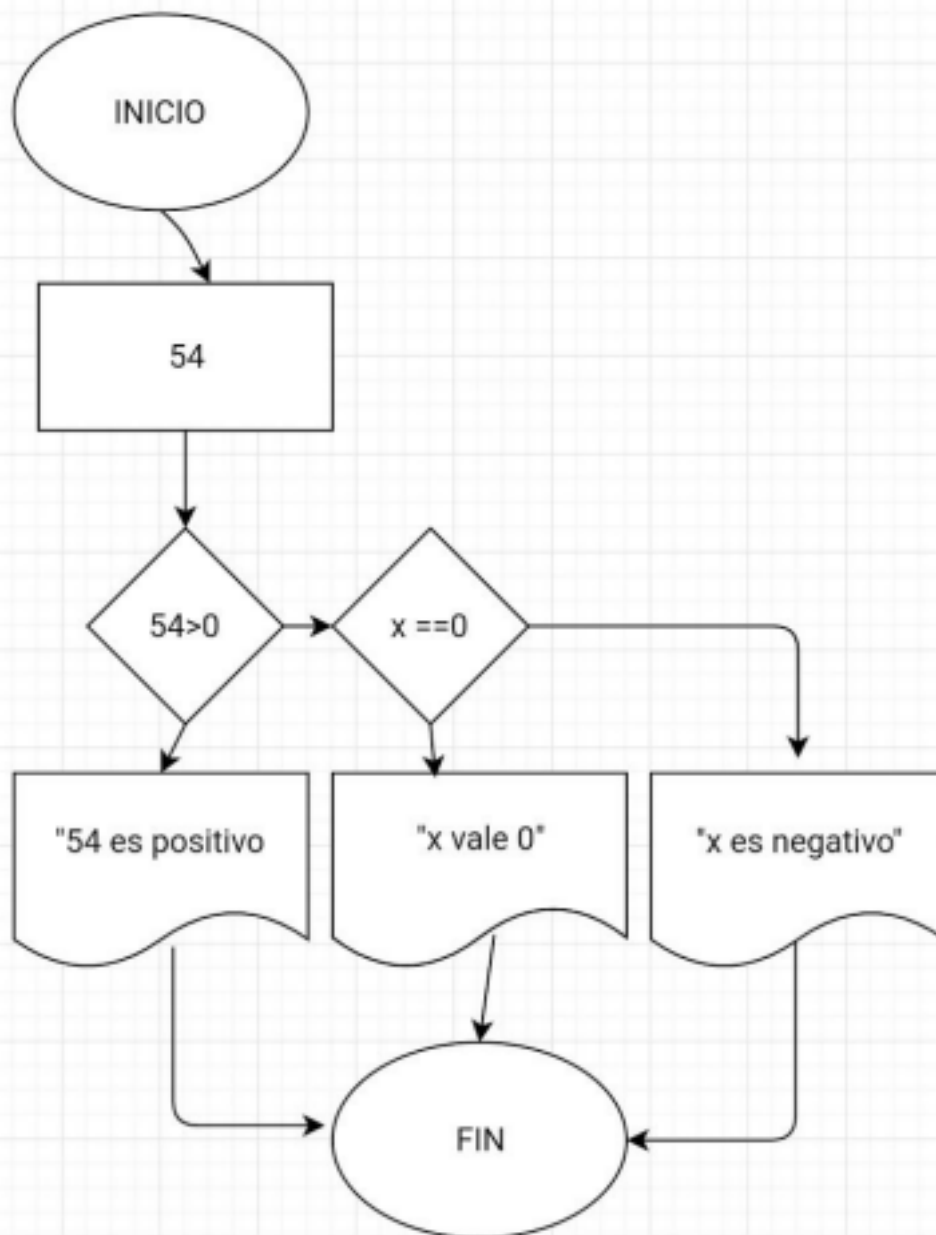 INICIO
54
54>0
x ==0
"54 es positivo
"x vale 0"
"x es negativo"
FIN